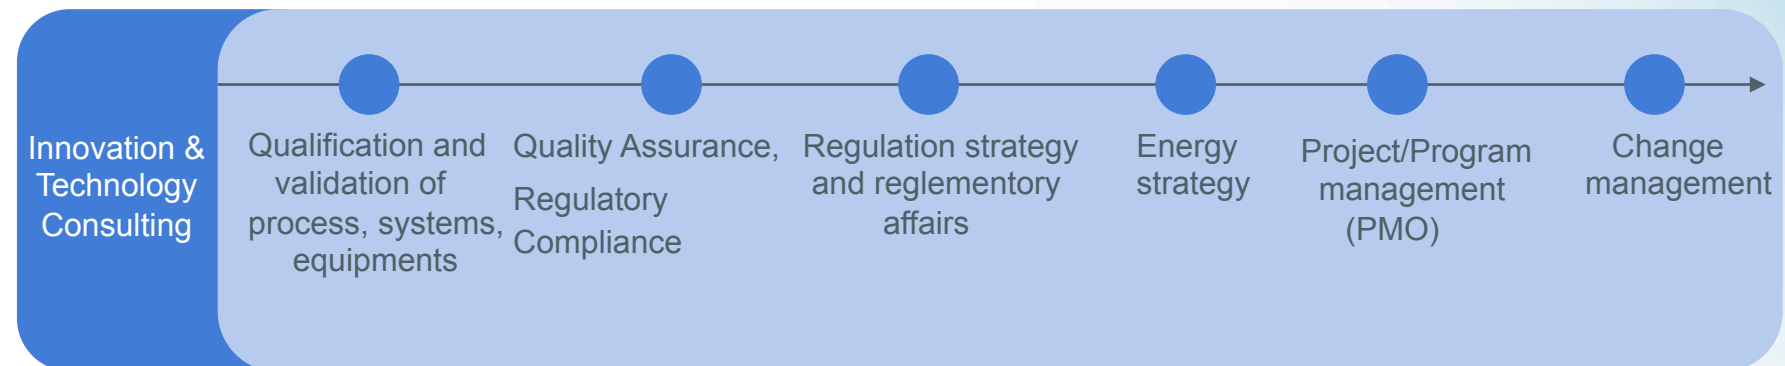 Innovation &
Technology
Consulting
Qualification and
validation of
process, systems,
equipments
Quality Assurance,
Regulatory
Compliance
Regulation strategy
and reglementory
affairs
Energy
strategy
Project/Program
management
(PMO)
Change
management